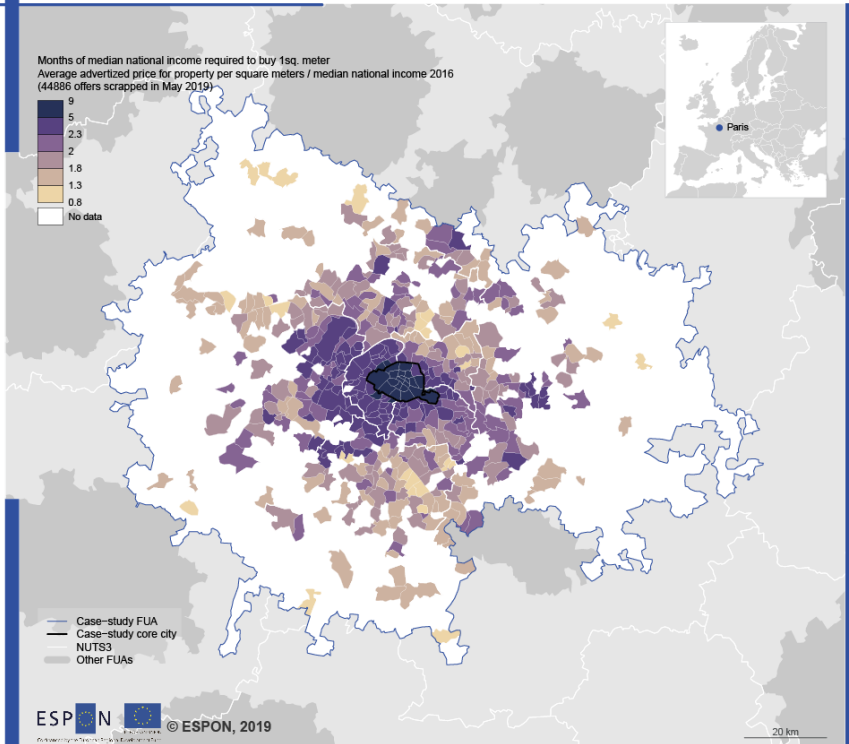 Months of median national income required to buy 1sq. meter
Average advertized price for property per square meters / median national income 2016
(44886 offers scrapped in May 2019)
9
5
2.3
2
1.8
1.3
0.8
No data
Paris
Case-study FUA
Case-study core city
NUTS3
Other FUAs
ESPON
© ESPON, 2019
20 km